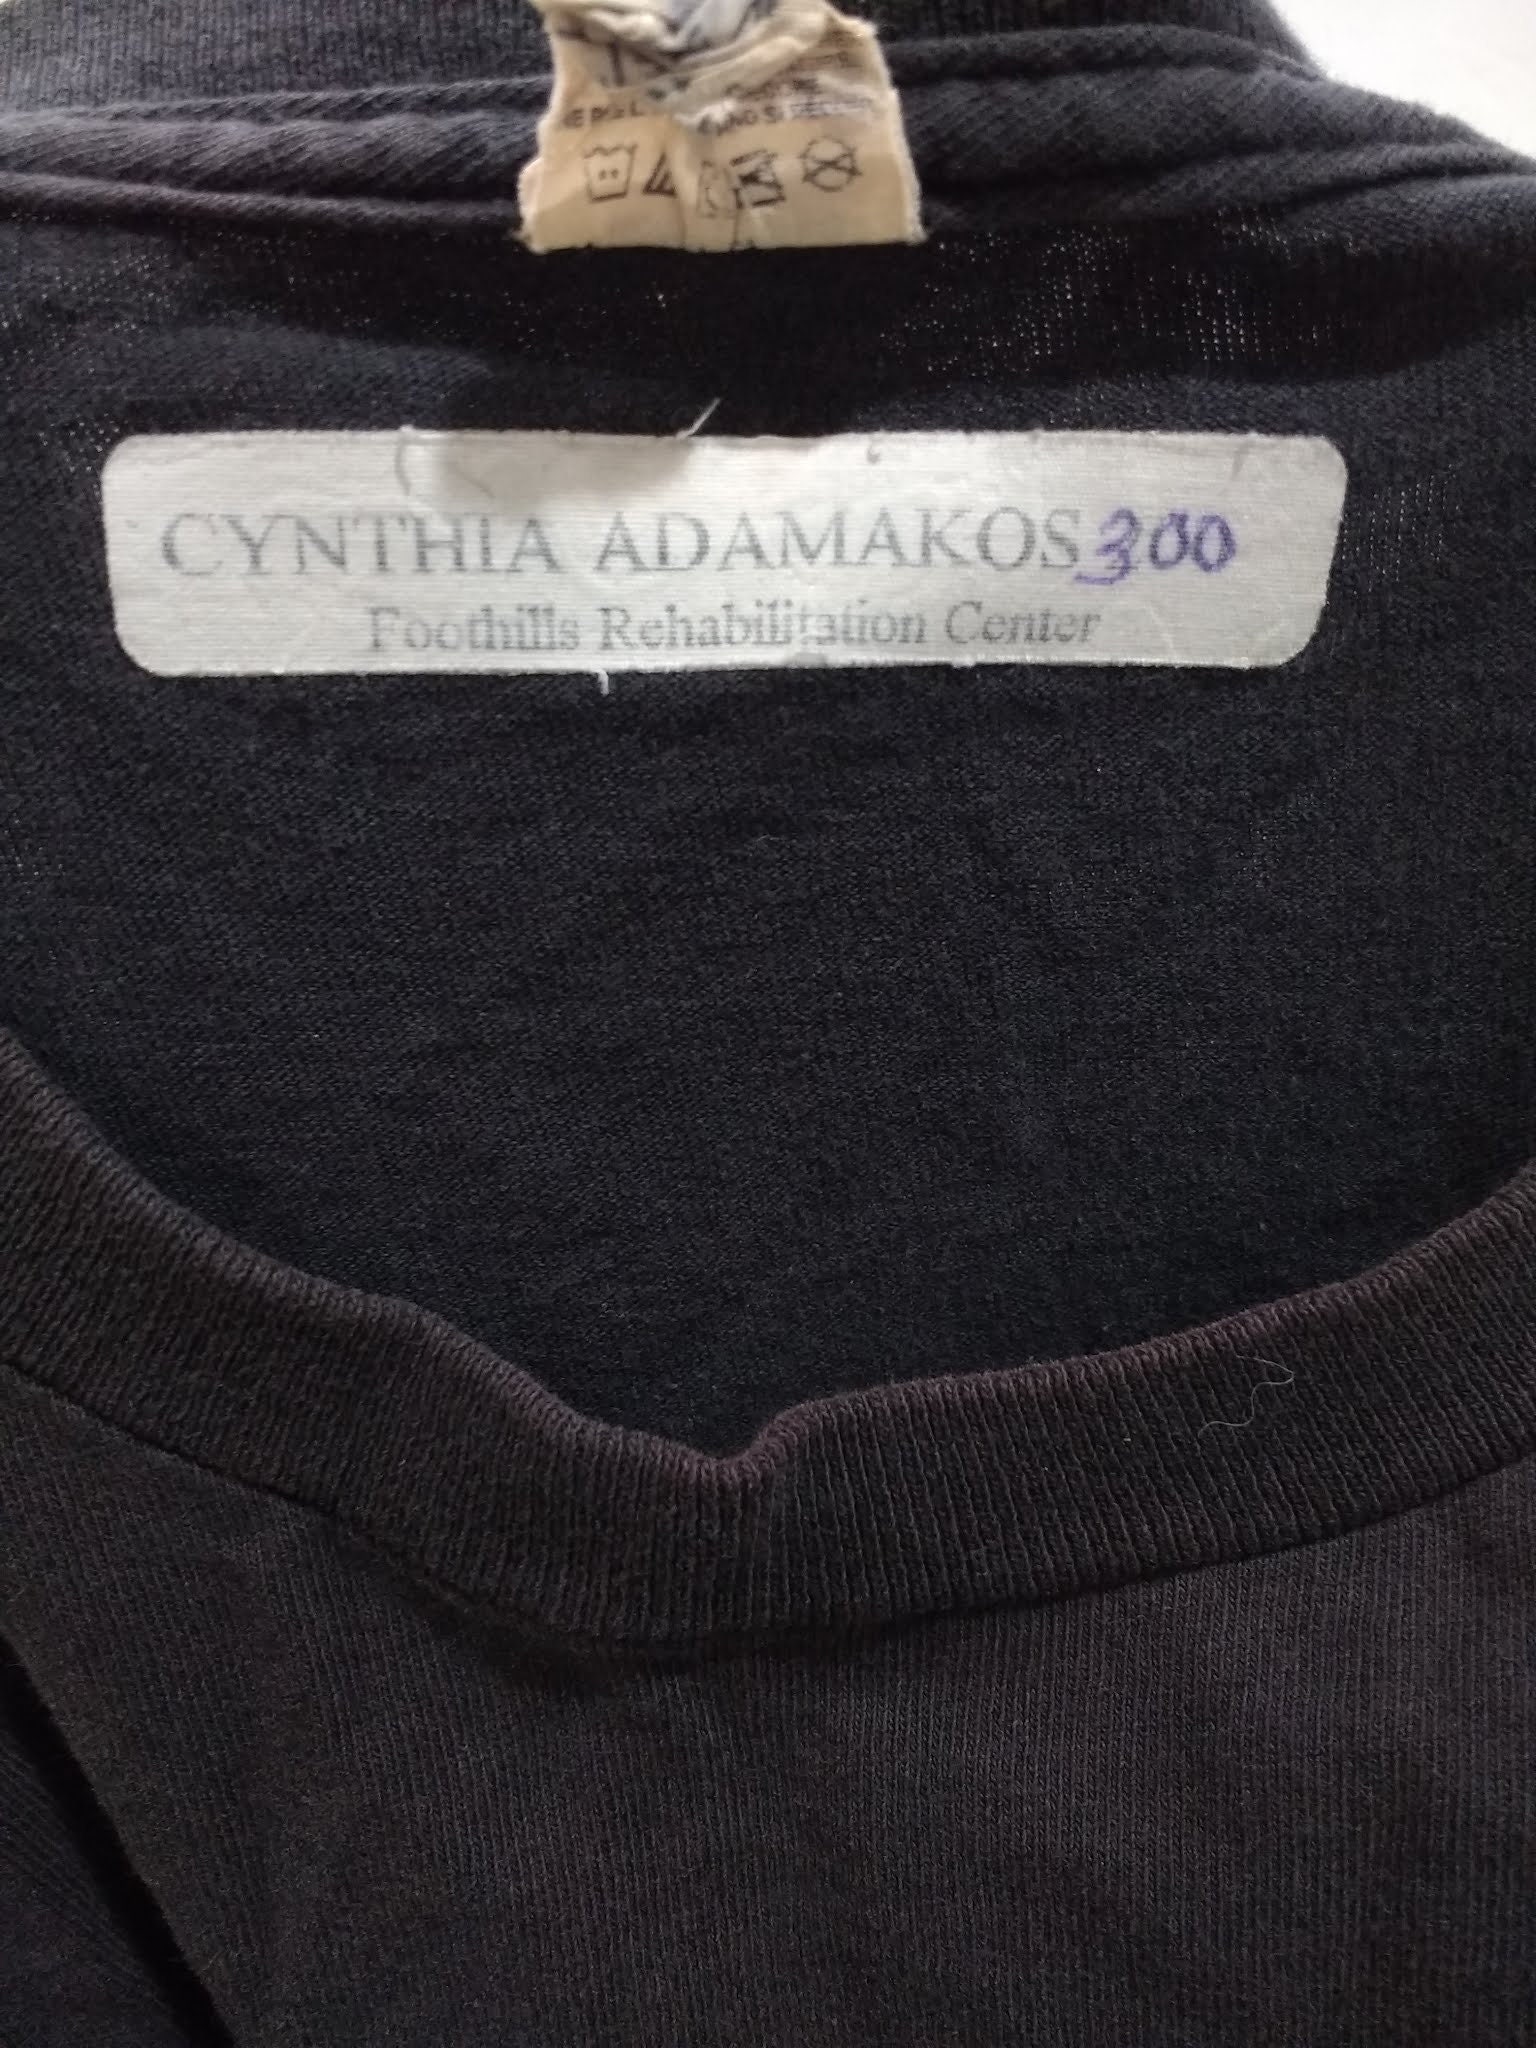 CYNTHIA ADAMAKOS 300
Foothills Rehabilitation Center